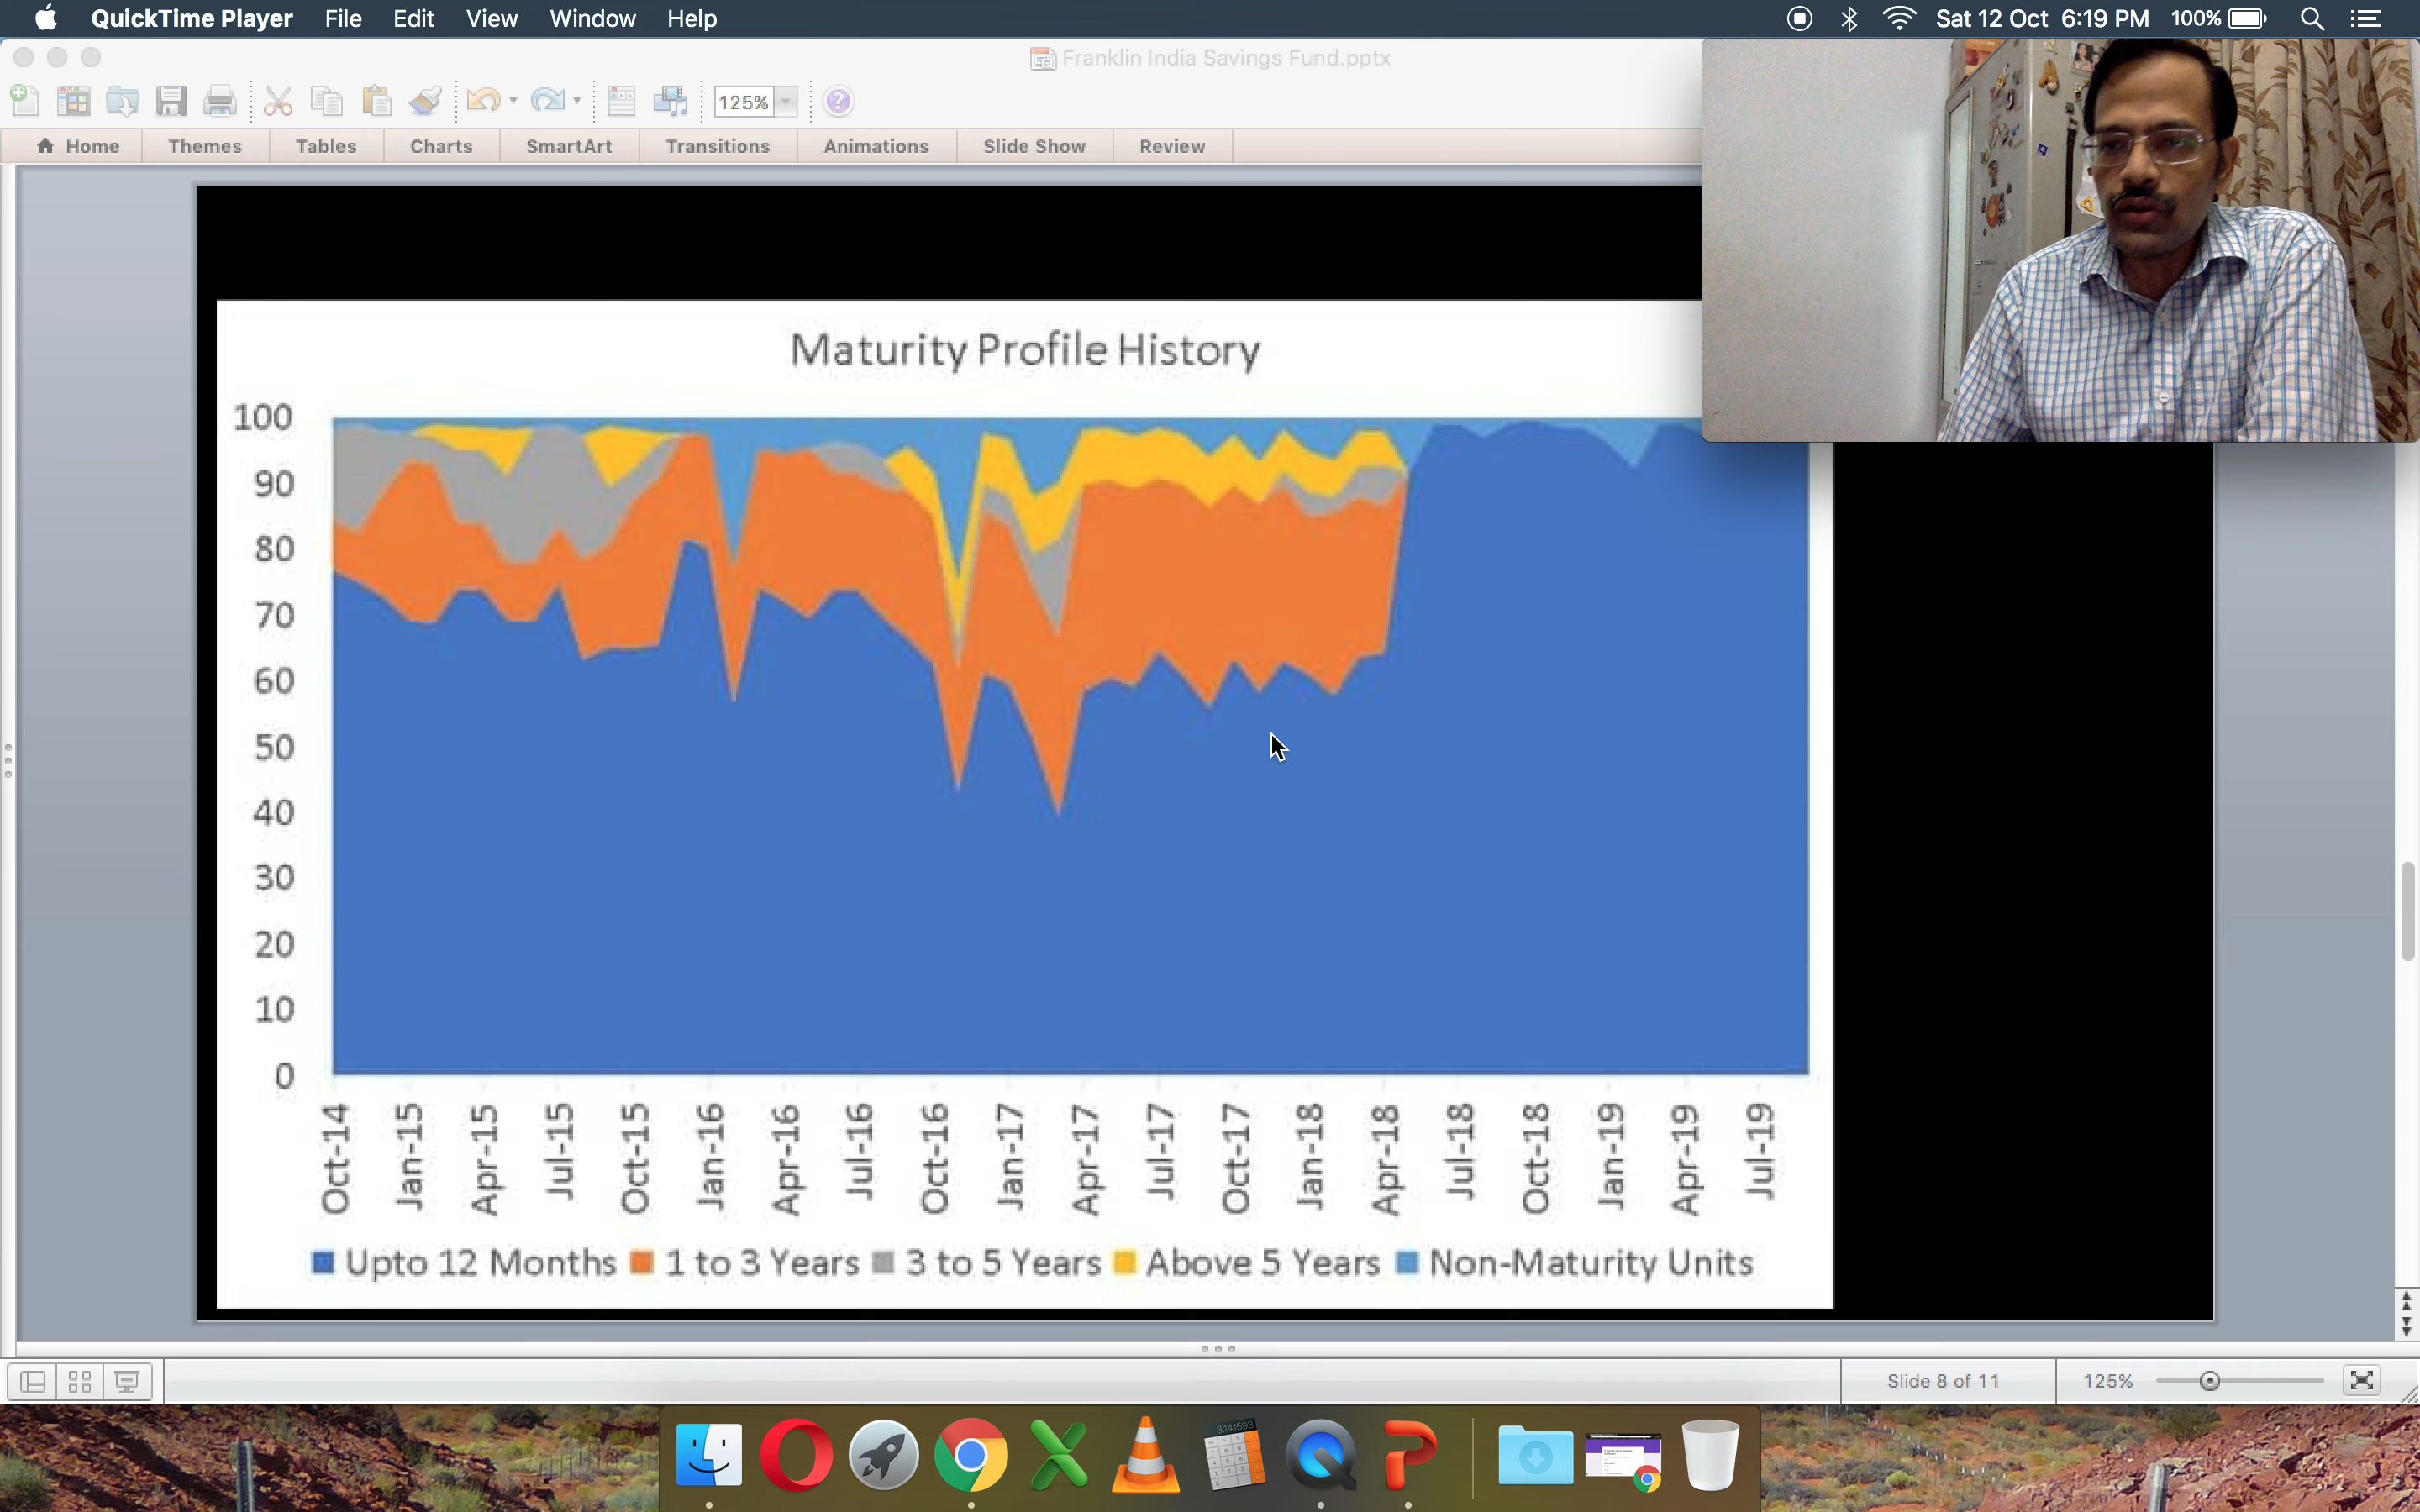 QuickTime Player File Edit View Window Help Sat 12 Oct 6:19 PM 100%
Franklin India Savings Fund.pptx
125% ?
Home Themes Tables Charts SmartArt Transitions Animations Slide Show Review
Maturity Profile History
100
90
80
70
60
50
40
30
20
10
0
Oct-14 Jan-15 Apr-15 Jul-15 Oct-15 Jan-16 Apr-16 Jul-16 Oct-16 Jan-17 Apr-17 Jul-17 Oct-17 Jan-18 Apr-18 Jul-18 Oct-18 Jan-19 Apr-19 Jul-19
Upto 12 Months 1 to 3 Years 3 to 5 Years Above 5 Years Non-Maturity Units
Slide 8 of 11 125%
3.141593